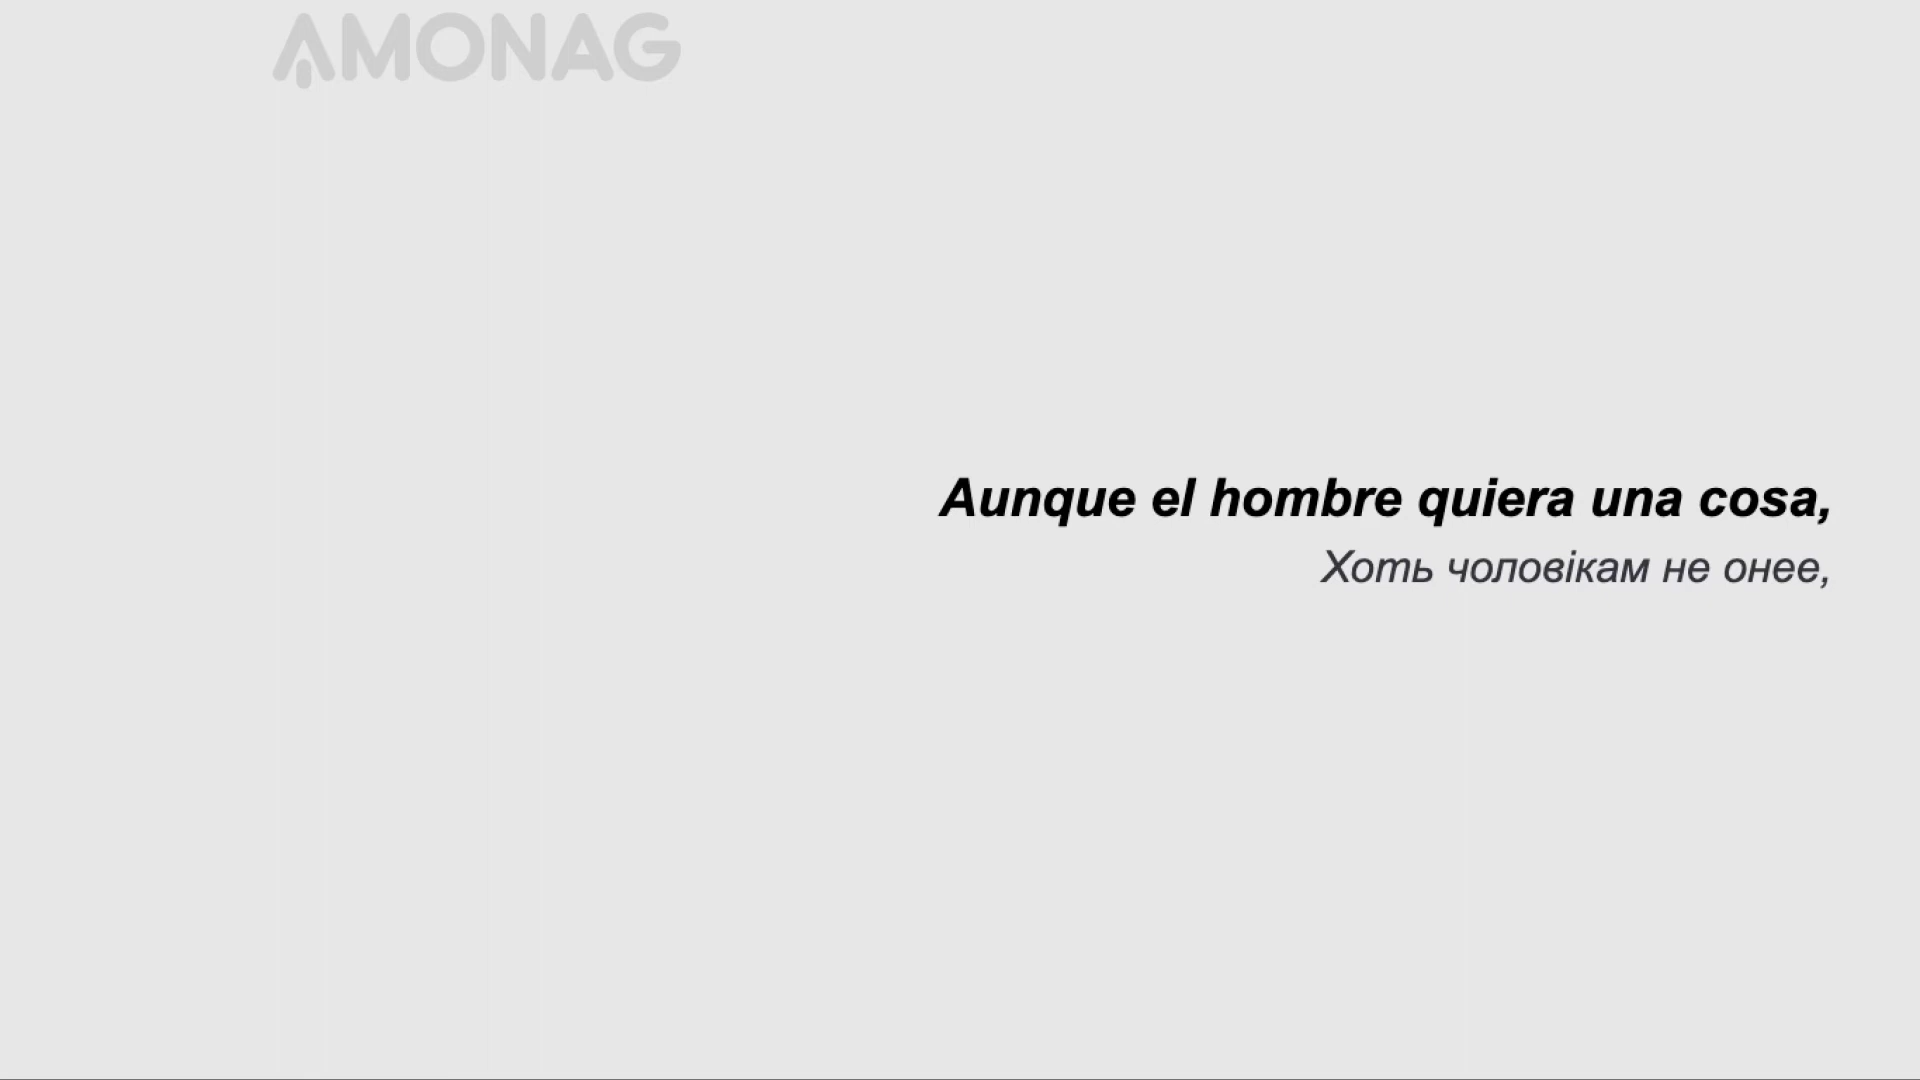 AMONAG
Aunque el hombre quiera una cosa,
Хоть чоловікам не онее,